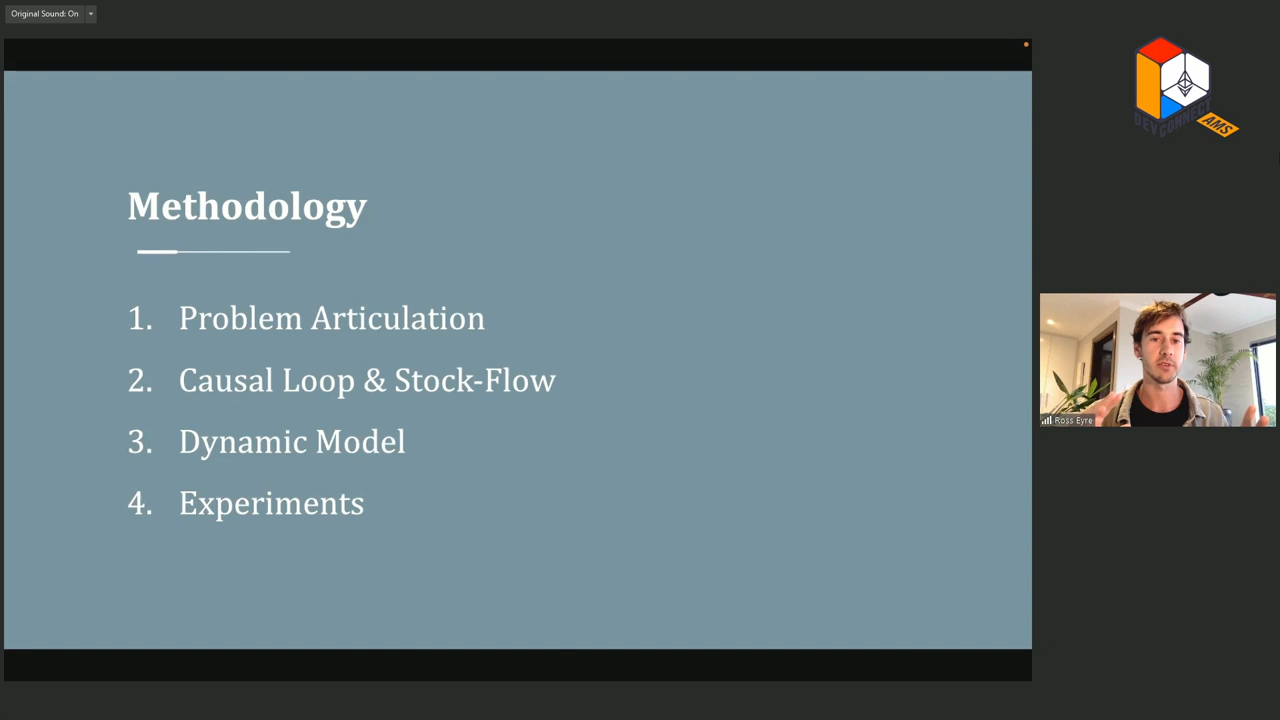 Original Sound: On
Methodology
1. Problem Articulation
2. Causal Loop & Stock-Flow
3. Dynamic Model
4. Experiments
DEVCONNECT
AMS
Ross Eyre